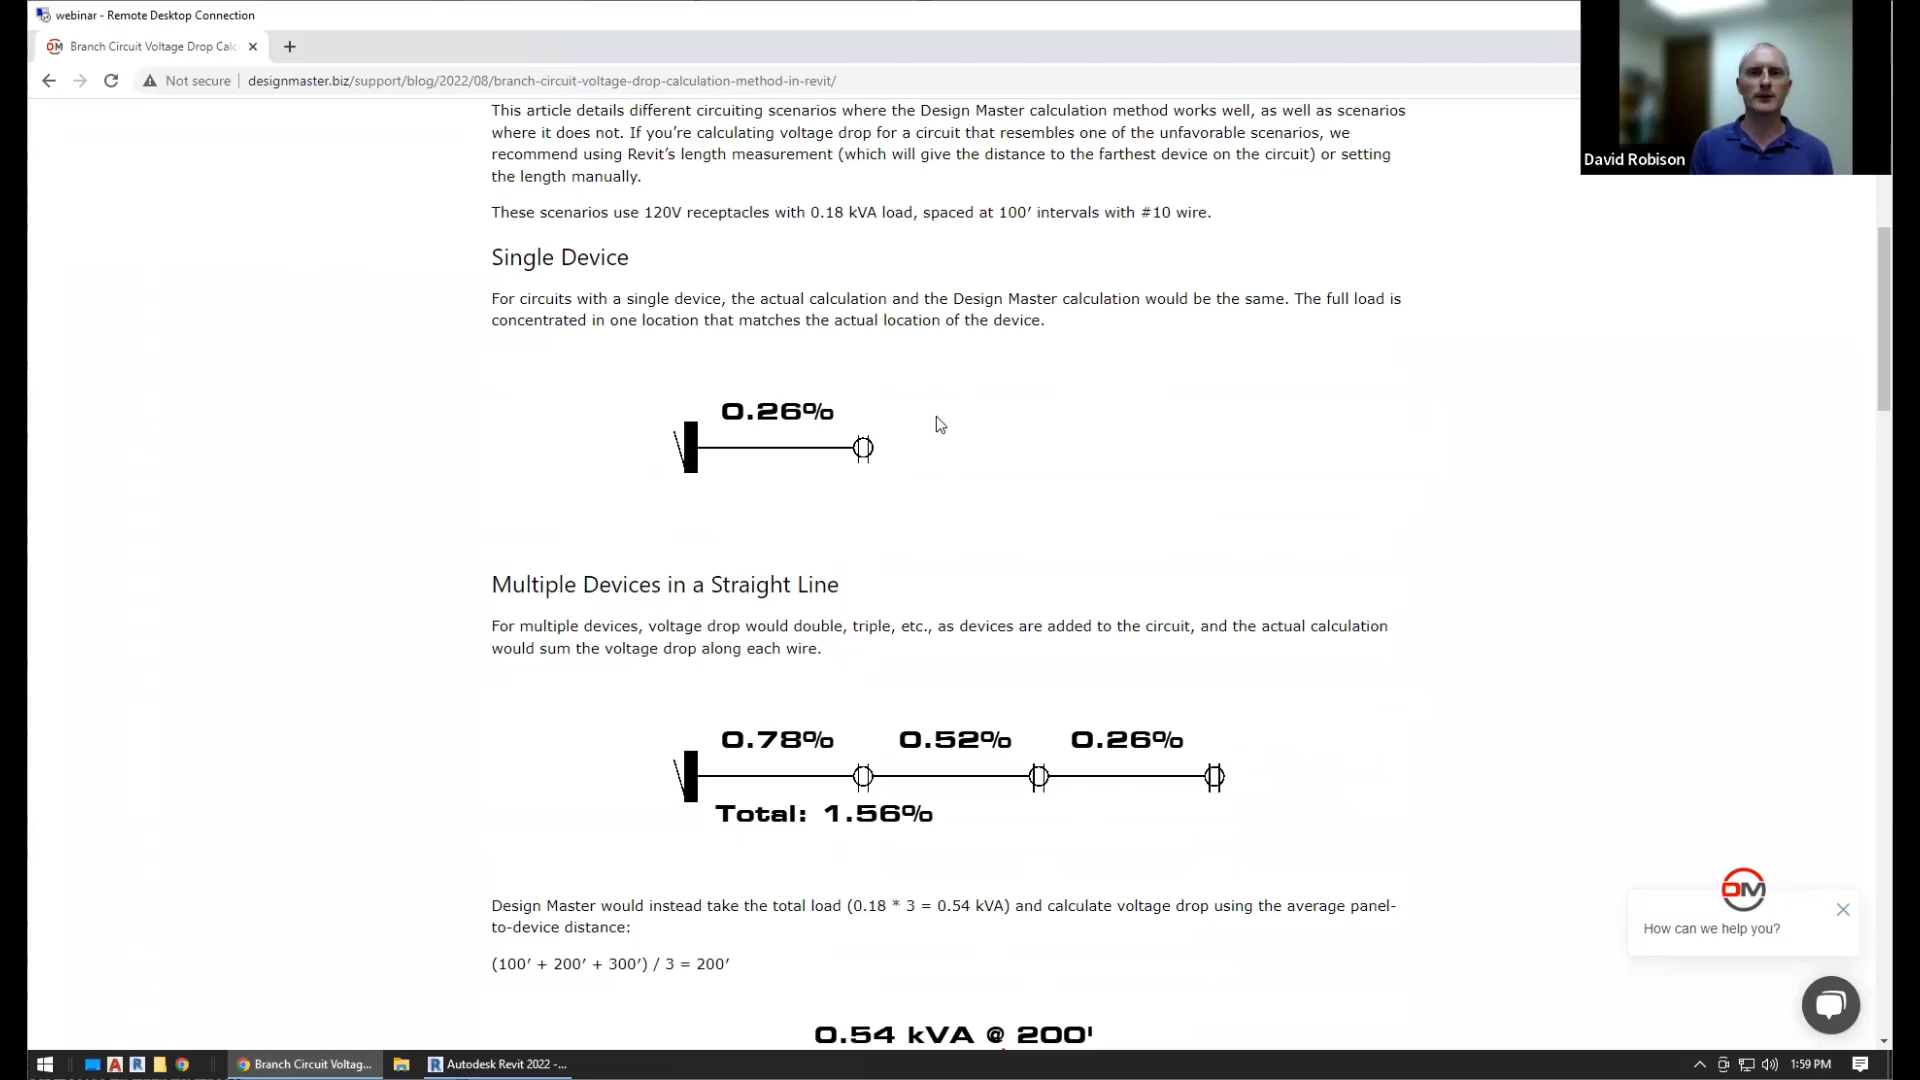 webinar - Remote Desktop Connection
Branch Circuit Voltage Drop Calc
Not secure | designmaster.biz/support/blog/2022/08/branch-circuit-voltage-drop-calculation-method-in-revit/
David Robison
This article details different circuiting scenarios where the Design Master calculation method works well, as well as scenarios
where it does not. If you’re calculating voltage drop for a circuit that resembles one of the unfavorable scenarios, we
recommend using Revit’s length measurement (which will give the distance to the farthest device on the circuit) or setting
the length manually.
These scenarios use 120V receptacles with 0.18 kVA load, spaced at 100′ intervals with #10 wire.
Single Device
For circuits with a single device, the actual calculation and the Design Master calculation would be the same. The full load is
concentrated in one location that matches the actual location of the device.
0.26%
Multiple Devices in a Straight Line
For multiple devices, voltage drop would double, triple, etc., as devices are added to the circuit, and the actual calculation
would sum the voltage drop along each wire.
0.78% 0.52% 0.26%
Total: 1.56%
Design Master would instead take the total load (0.18 * 3 = 0.54 kVA) and calculate voltage drop using the average panel-
to-device distance:
(100′ + 200′ + 300′) / 3 = 200′
0.54 kVA @ 200'
DM
How can we help you?
Branch Circuit Voltag... Autodesk Revit 2022 -... 1:59 PM